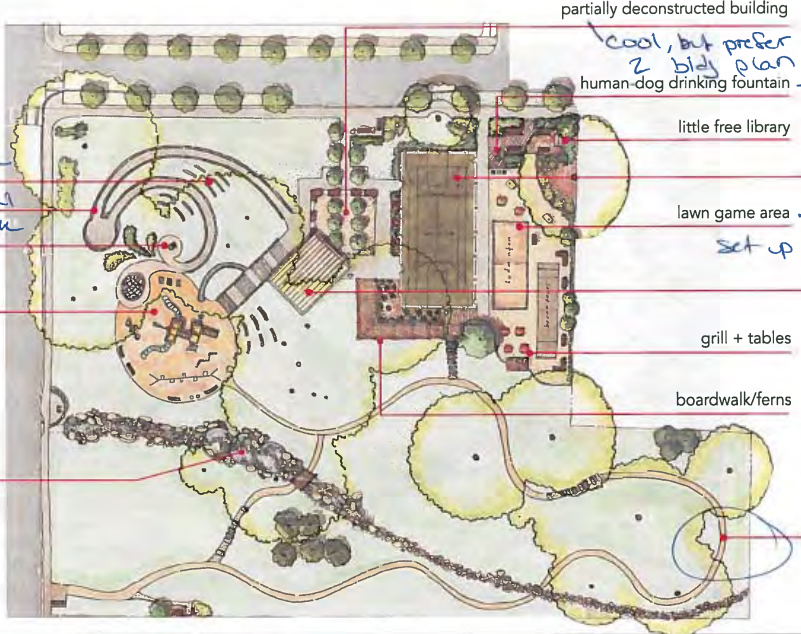 partially deconstructed building
cool, but prefer
2 bldg plan
human-dog drinking fountain
little free library
lawn game area
set up
grill + tables
boardwalk/ferns